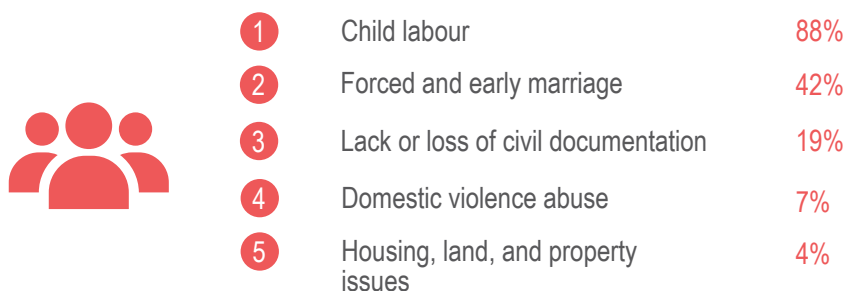 1 Child labour 88%
2 Forced and early marriage 42%
3 Lack or loss of civil documentation 19%
4 Domestic violence abuse 7%
5 Housing, land, and property 4%
issues